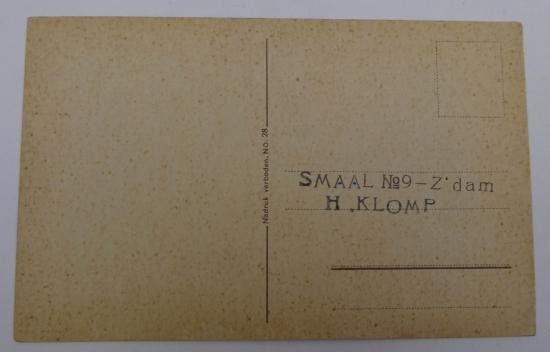 Nadruk verboden. No. 28
SMAAL №9-Z'dam
H.KLOMP